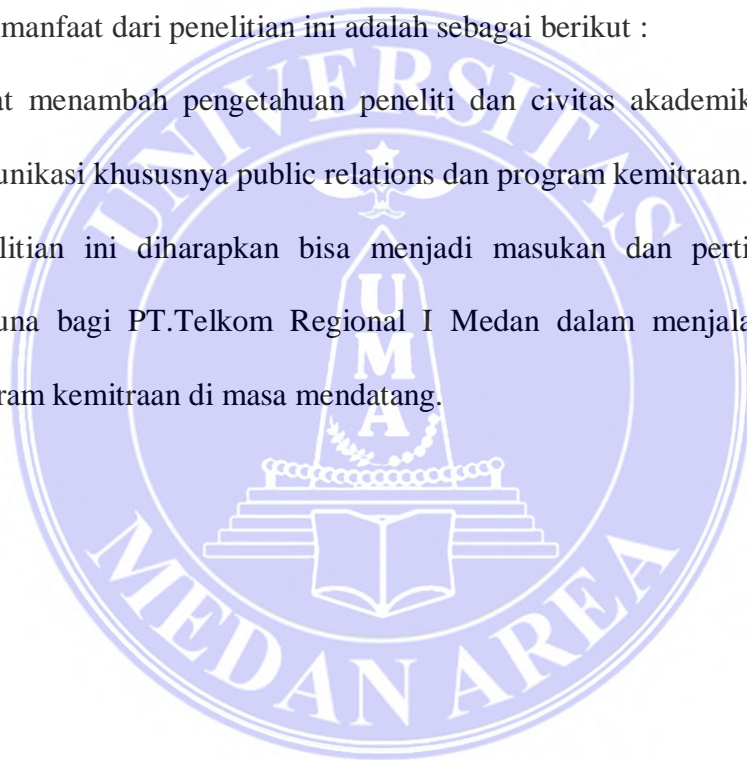 manfaat dari penelitian ini adalah sebagai berikut :
at menambah pengetahuan peneliti dan civitas akademik
unikasi khususnya public relations dan program kemitraan.
litian ini diharapkan bisa menjadi masukan dan perti
una bagi PT.Telkom Regional I Medan dalam menjala
ram kemitraan di masa mendatang.
UNIVERSITAS
UMA
MEDAN AREA